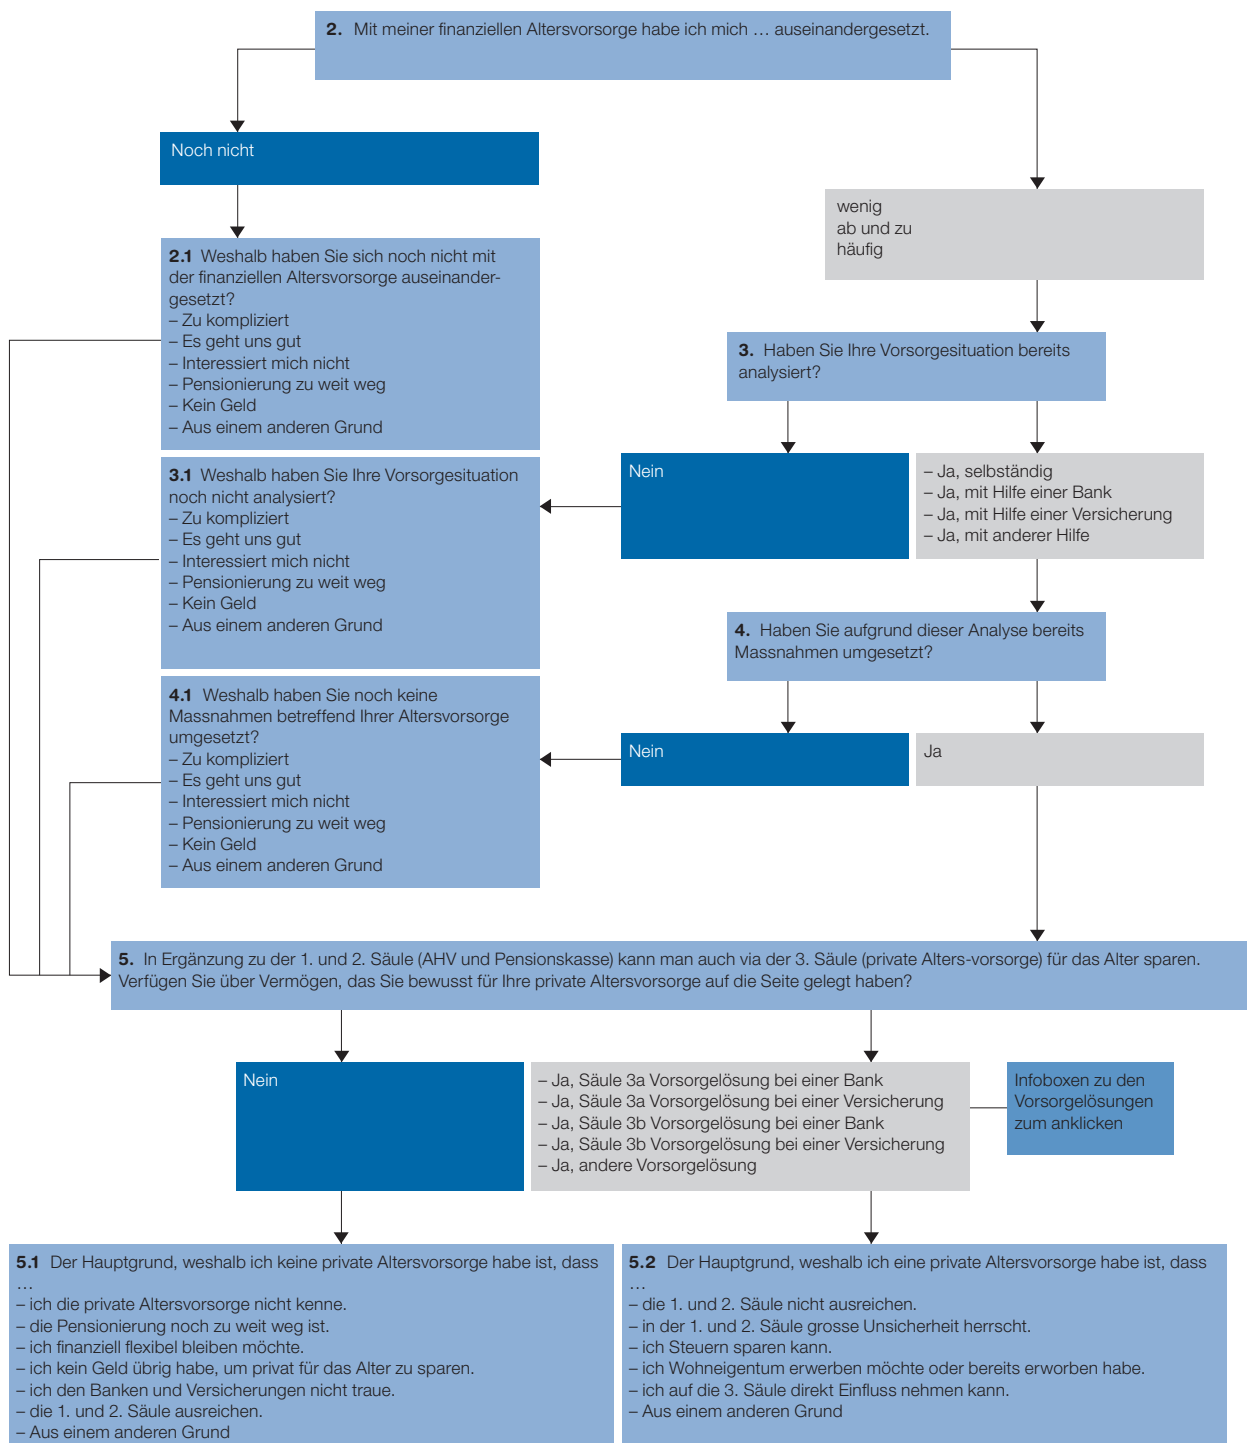 2. Mit meiner finanziellen Altersvorsorge habe ich mich … auseinandergesetzt.
Noch nicht
wenig
ab und zu
häufig
2.1 Weshalb haben Sie sich noch nicht mit
der finanziellen Altersvorsorge auseinander-
gesetzt?
– Zu kompliziert
– Es geht uns gut
– Interessiert mich nicht
– Pensionierung zu weit weg
– Kein Geld
– Aus einem anderen Grund
3. Haben Sie Ihre Vorsorgesituation bereits
analysiert?
Nein
– Ja, selbständig
– Ja, mit Hilfe einer Bank
– Ja, mit Hilfe einer Versicherung
– Ja, mit anderer Hilfe
3.1 Weshalb haben Sie Ihre Vorsorgesituation
noch nicht analysiert?
– Zu kompliziert
– Es geht uns gut
– Interessiert mich nicht
– Pensionierung zu weit weg
– Kein Geld
– Aus einem anderen Grund
4. Haben Sie aufgrund dieser Analyse bereits
Massnahmen umgesetzt?
Nein
Ja
4.1 Weshalb haben Sie noch keine
Massnahmen betreffend Ihrer Altersvorsorge
umgesetzt?
– Zu kompliziert
– Es geht uns gut
– Interessiert mich nicht
– Pensionierung zu weit weg
– Kein Geld
– Aus einem anderen Grund
5. In Ergänzung zu der 1. und 2. Säule (AHV und Pensionskasse) kann man auch via der 3. Säule (private Alters-vorsorge) für das Alter sparen.
Verfügen Sie über Vermögen, das Sie bewusst für Ihre private Altersvorsorge auf die Seite gelegt haben?
Nein
– Ja, Säule 3a Vorsorgelösung bei einer Bank
– Ja, Säule 3a Vorsorgelösung bei einer Versicherung
– Ja, Säule 3b Vorsorgelösung bei einer Bank
– Ja, Säule 3b Vorsorgelösung bei einer Versicherung
– Ja, andere Vorsorgelösung
Infoboxen zu den
Vorsorgelösungen
zum anklicken
5.1 Der Hauptgrund, weshalb ich keine private Altersvorsorge habe ist, dass
…
– ich die private Altersvorsorge nicht kenne.
– die Pensionierung noch zu weit weg ist.
– ich finanziell flexibel bleiben möchte.
– ich kein Geld übrig habe, um privat für das Alter zu sparen.
– ich den Banken und Versicherungen nicht traue.
– die 1. und 2. Säule ausreichen.
– Aus einem anderen Grund
5.2 Der Hauptgrund, weshalb ich eine private Altersvorsorge habe ist, dass
…
– die 1. und 2. Säule nicht ausreichen.
– in der 1. und 2. Säule grosse Unsicherheit herrscht.
– ich Steuern sparen kann.
– ich Wohneigentum erwerben möchte oder bereits erworben habe.
– ich auf die 3. Säule direkt Einfluss nehmen kann.
– Aus einem anderen Grund